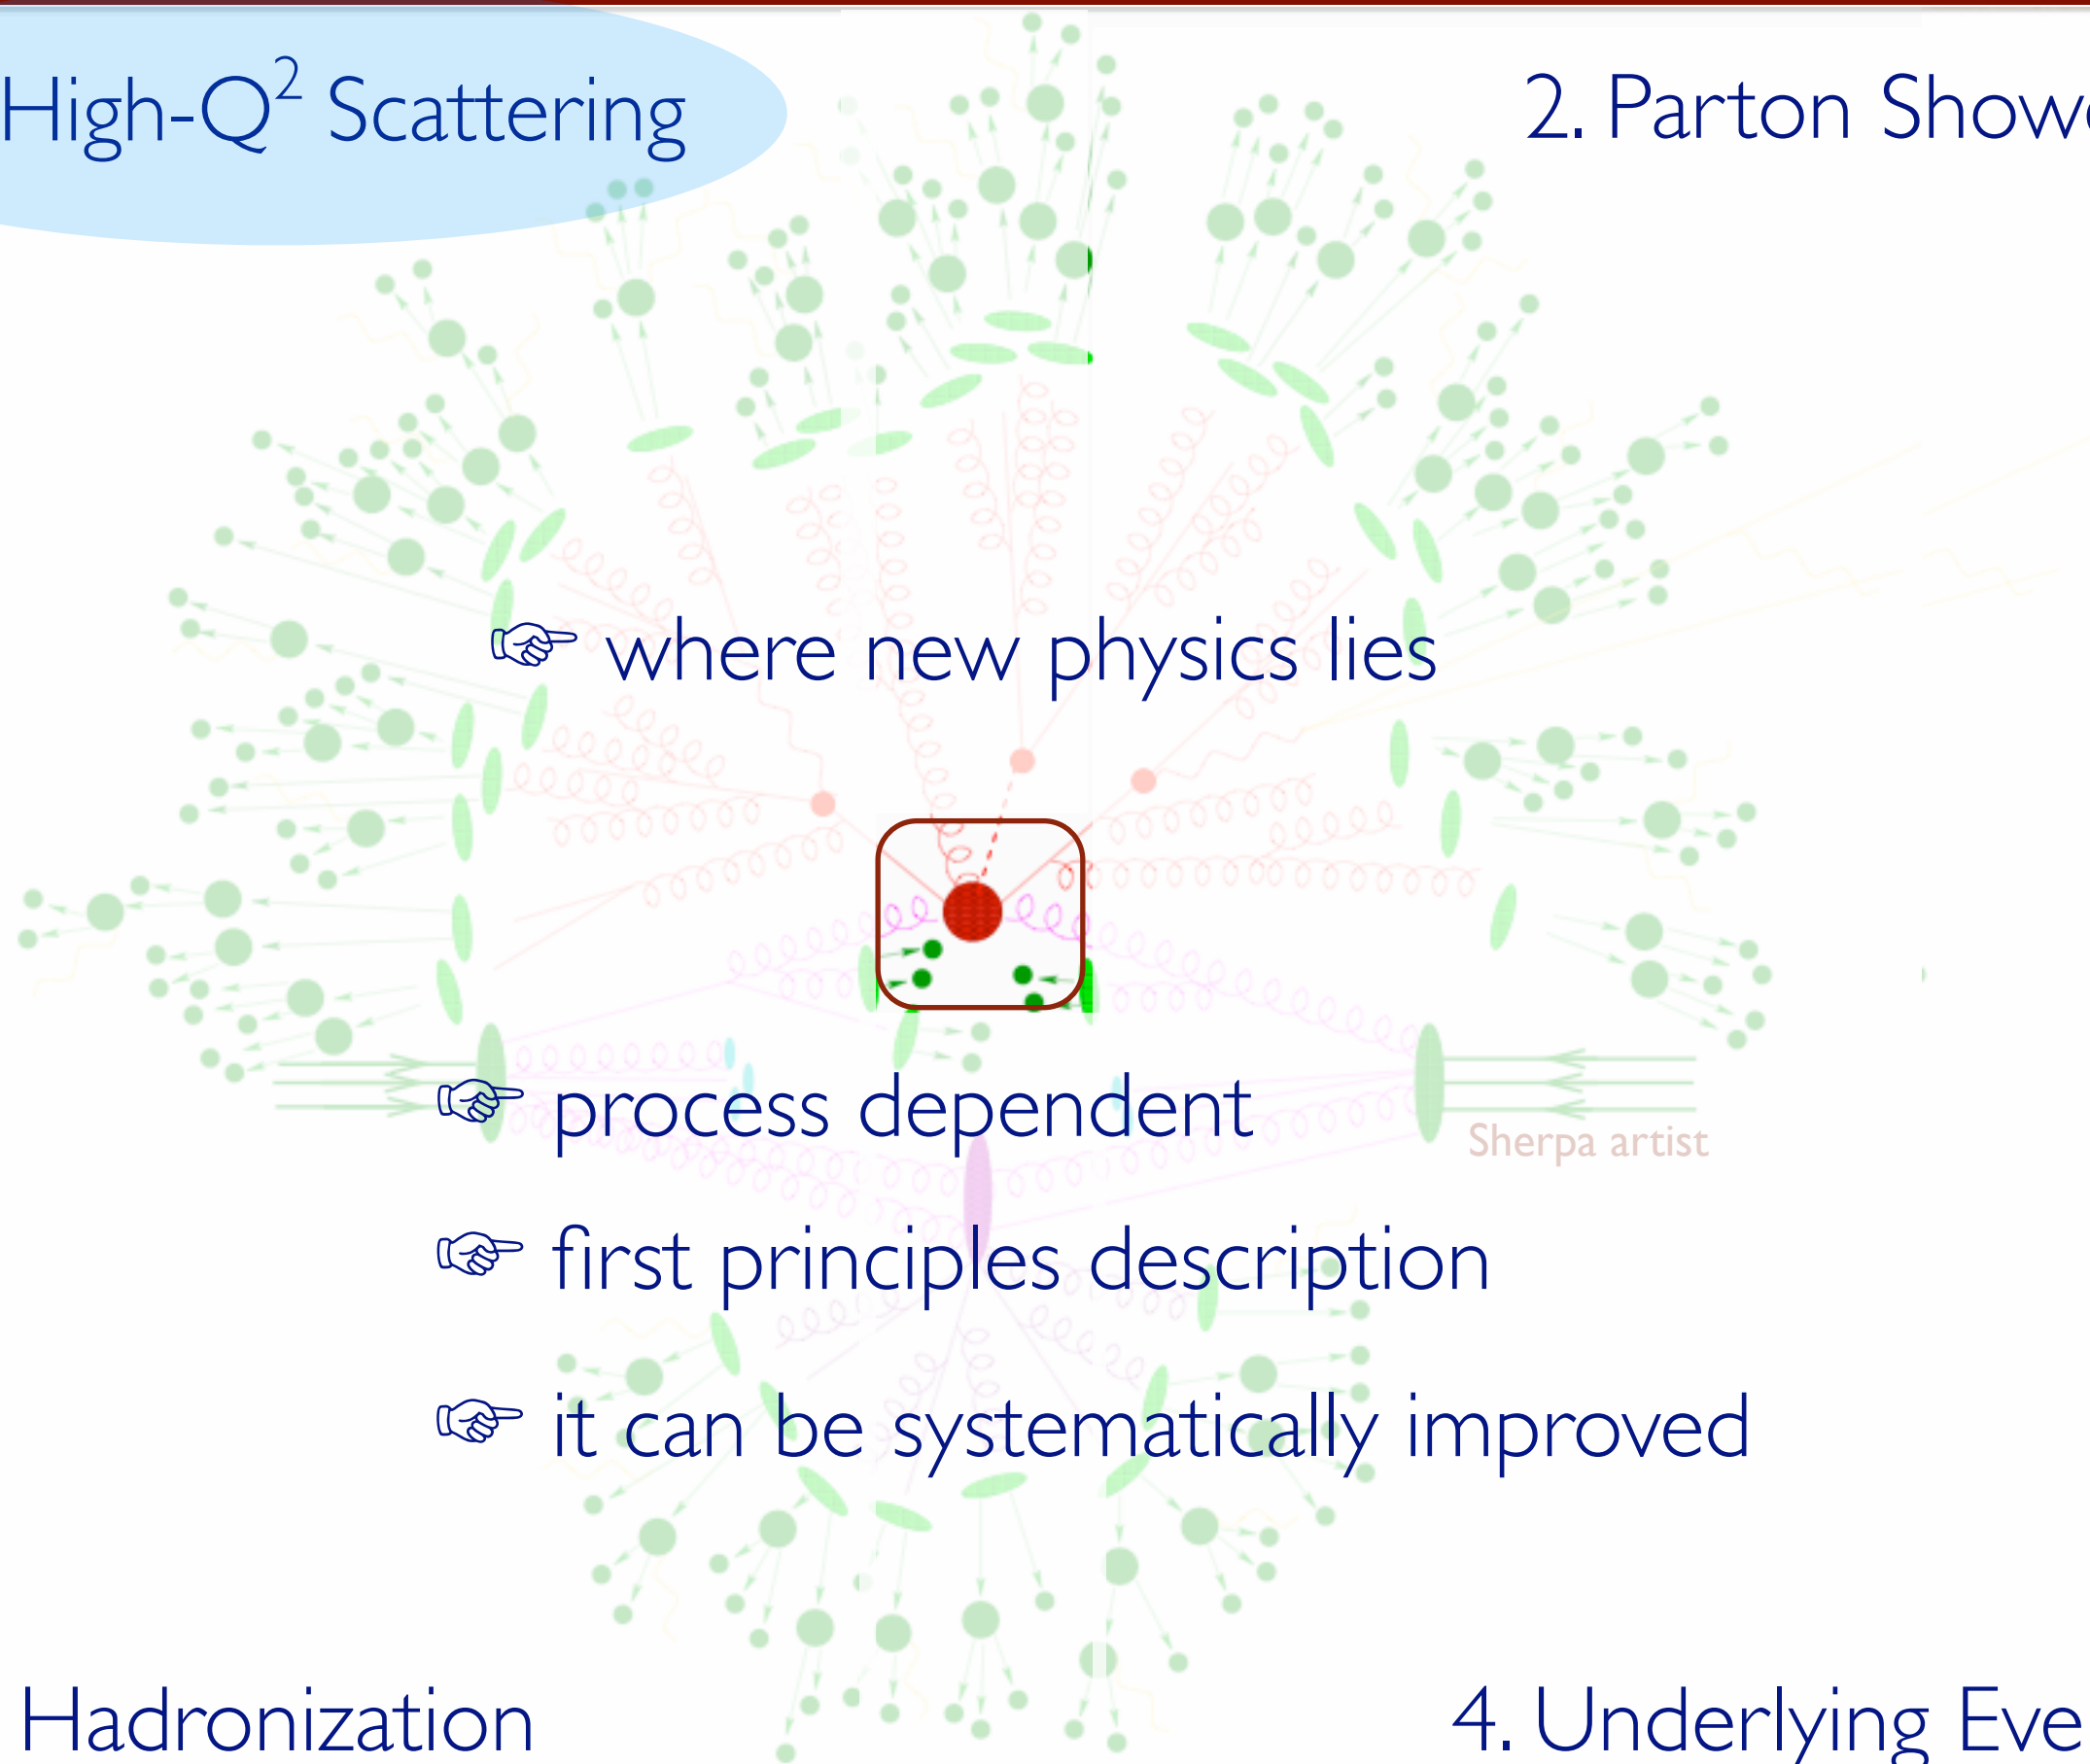 High-Q² Scattering
2. Parton Show
☞ where new physics lies
☞ process dependent
Sherpa artist
☞ first principles description
☞ it can be systematically improved
Hadronization
4. Underlying Eve